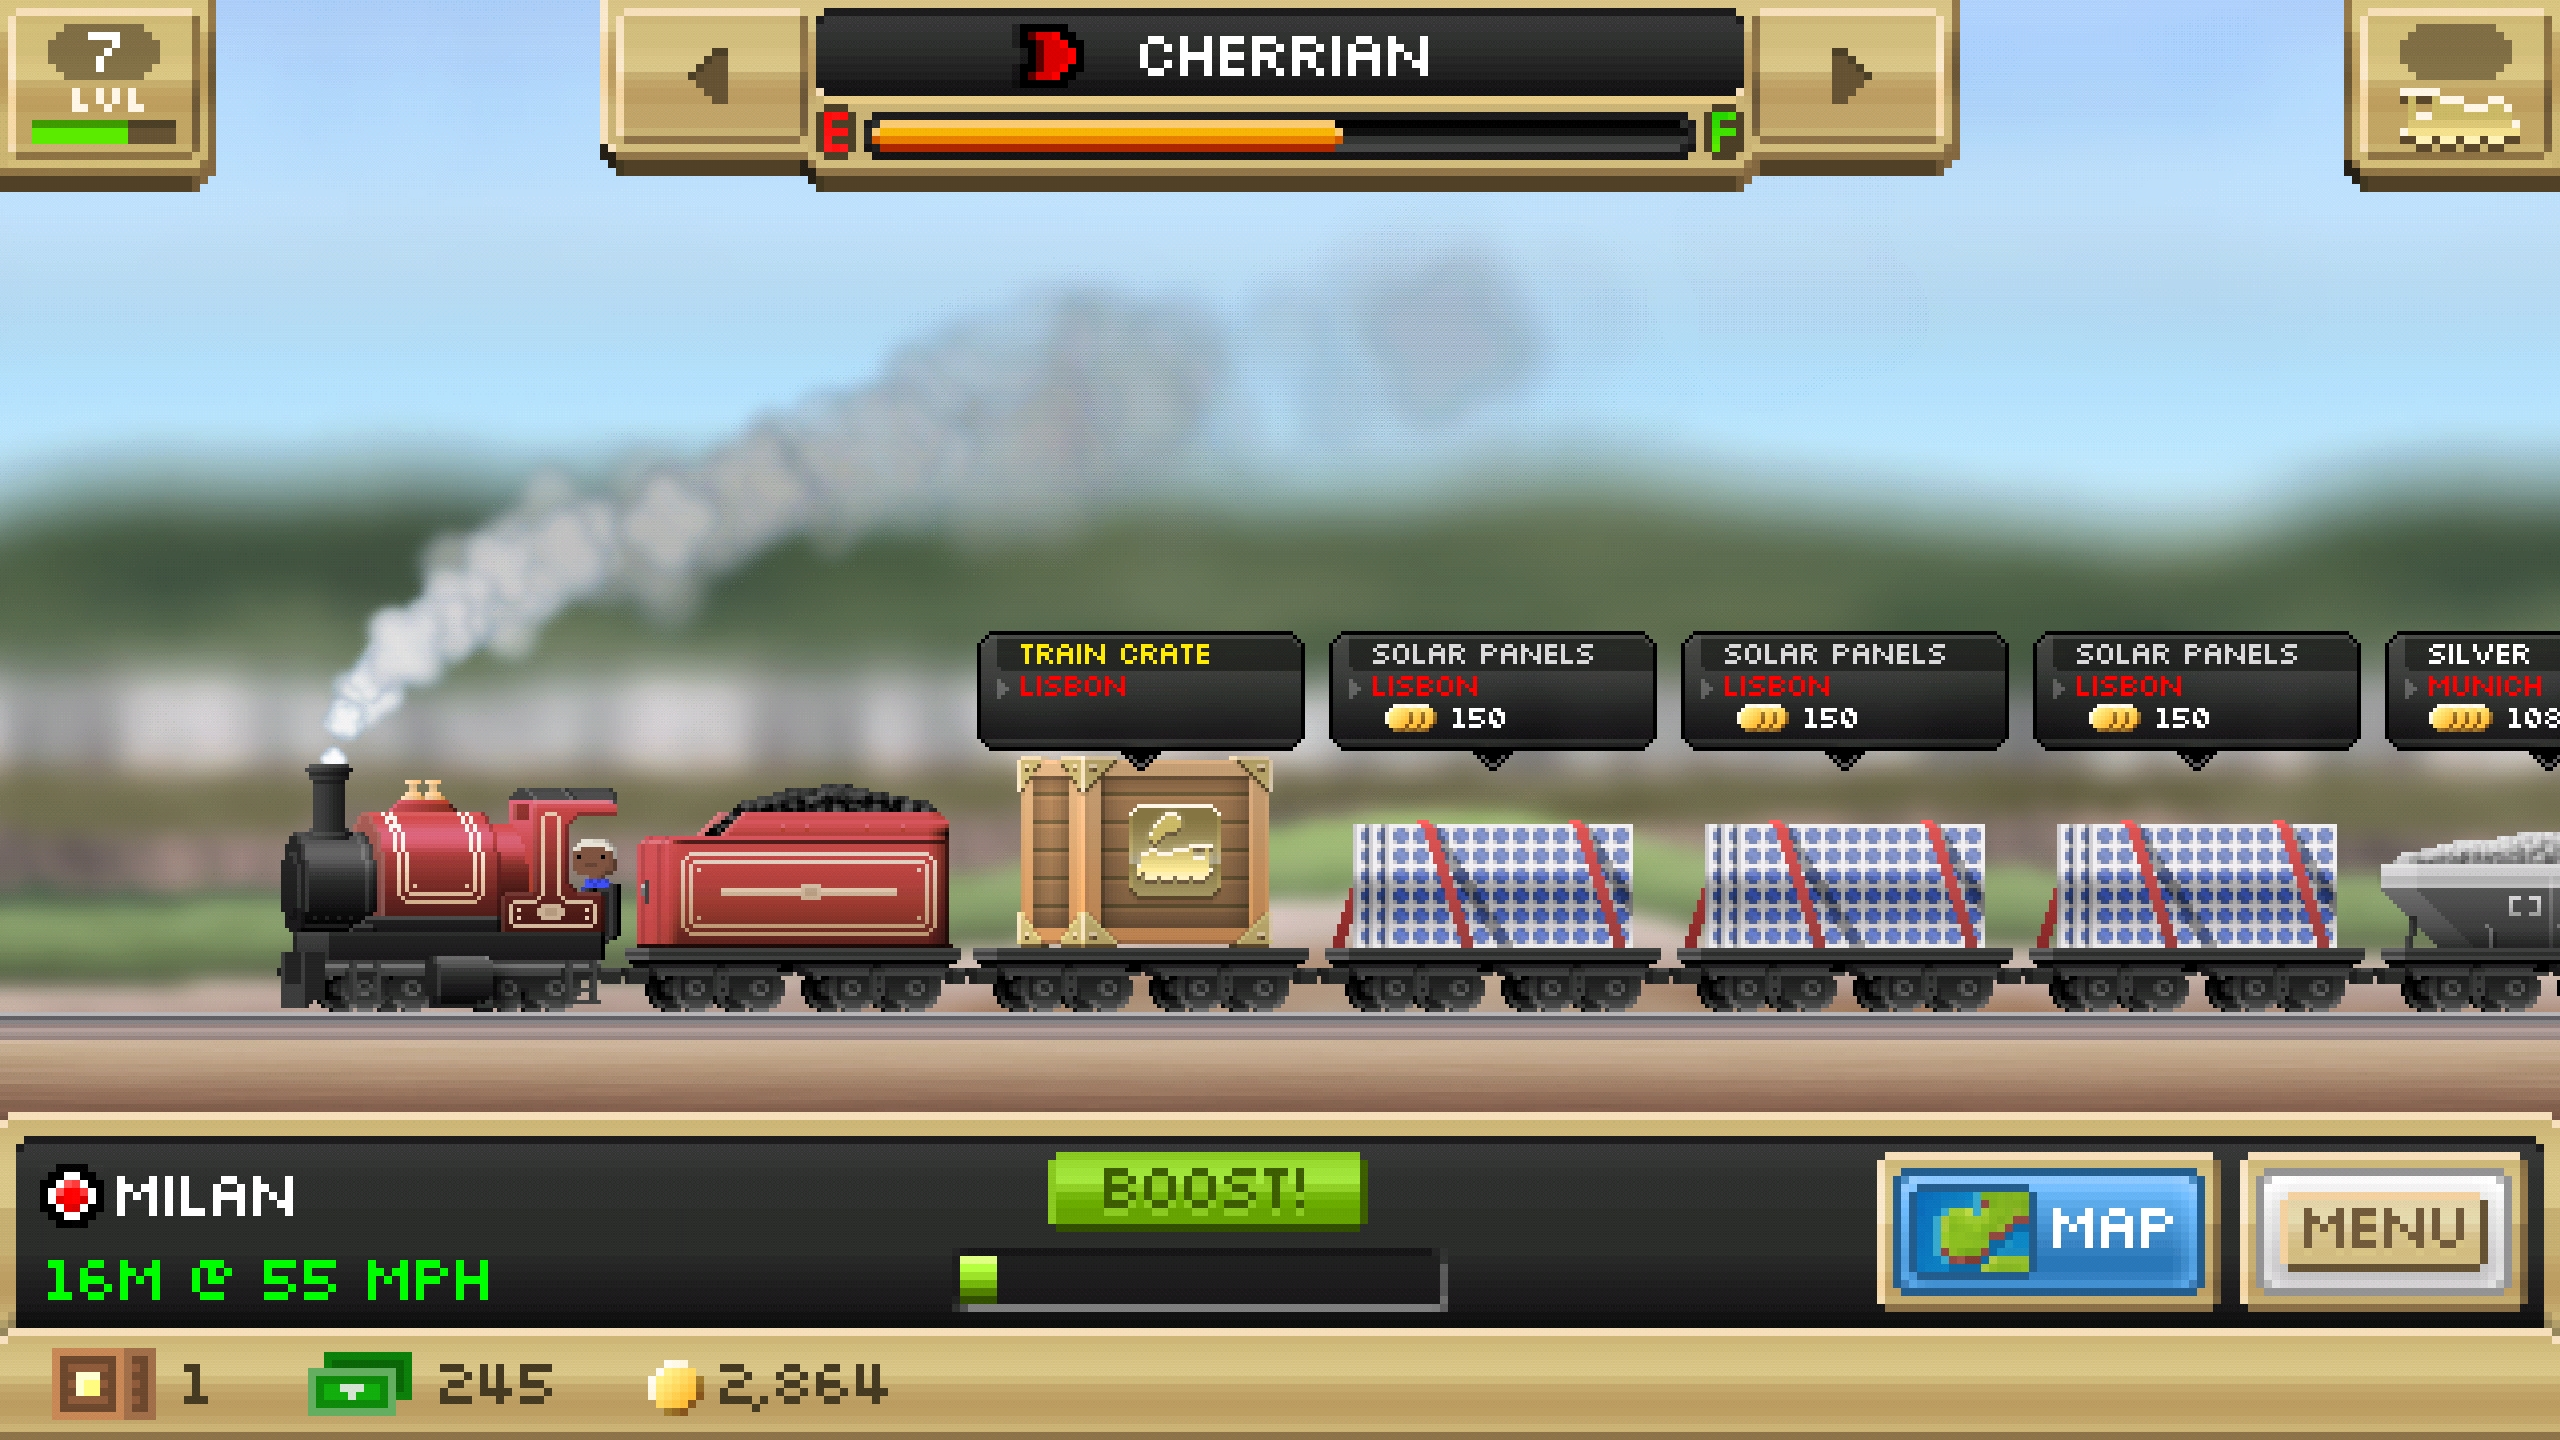 7
LVL
CHERRIAN
E
F
TRAIN CRATE
LISBON
SOLAR PANELS
LISBON
150
SOLAR PANELS
LISBON
150
SOLAR PANELS
LISBON
150
SILVER
MUNICH
108
MILAN
16M @ 55 MPH
BOOST!
MAP
MENU
1
245
2,864